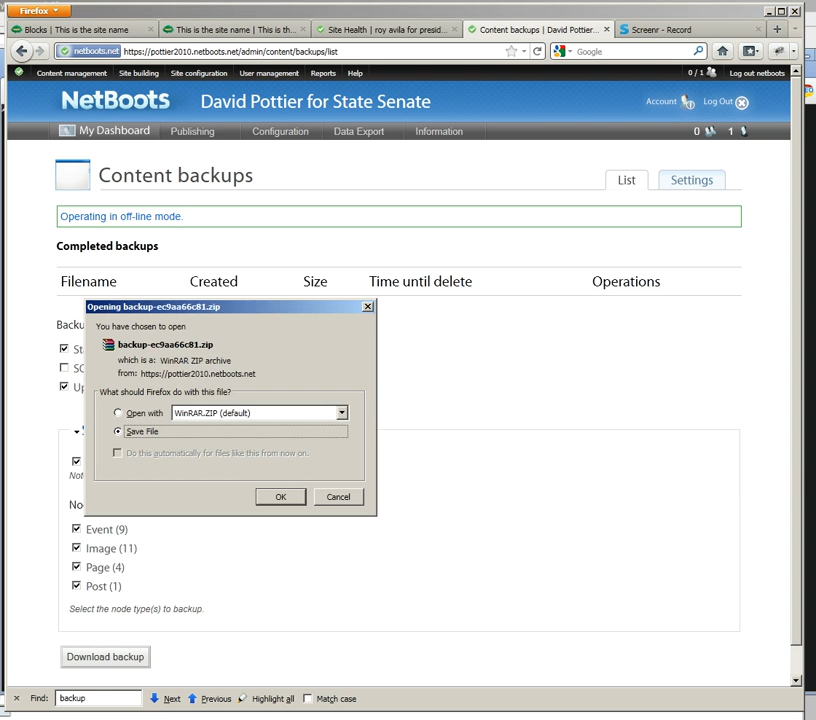 Firefox
Blocks | This is the site name
This is the site name | This is th...
Site Health | roy avila for presid...
Content backups | David Pottier...
Screenr - Record
netboots.net
https://pottier2010.netboots.net/admin/content/backups/list
Google
Content management Site building Site configuration User management Reports Help
0 / 1
Log out netboots
NetBoots David Pottier for State Senate
Account Log Out
My Dashboard Publishing Configuration Data Export Information
0 1
Content backups
List Settings
Operating in off-line mode.
Completed backups
Filename Created Size Time until delete Operations
Opening backup-ec9aa66c81.zip
You have chosen to open
backup-ec9aa66c81.zip
which is a: WinRAR ZIP archive
from: https://pottier2010.netboots.net
What should Firefox do with this file?
Open with WinRAR.ZIP (default)
Save File
Do this automatically for files like this from now on.
OK Cancel
Event (9)
Image (11)
Page (4)
Post (1)
Select the node type(s) to backup.
Download backup
Find: backup Next Previous Highlight all Match case